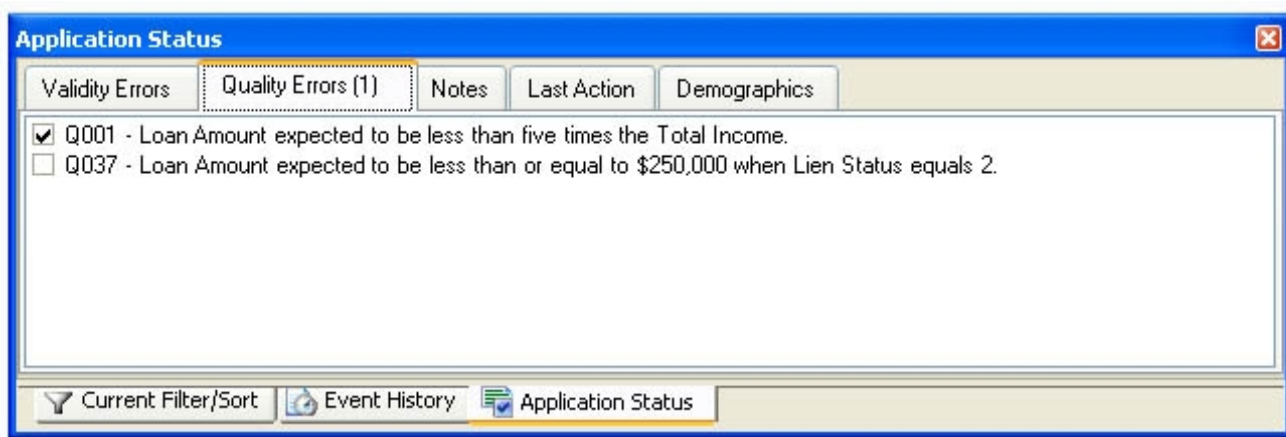 Application Status
Validity Errors Quality Errors (1) Notes Last Action Demographics
Q001 - Loan Amount expected to be less than five times the Total Income.
Q037 - Loan Amount expected to be less than or equal to $250,000 when Lien Status equals 2.
Current Filter/Sort Event History Application Status